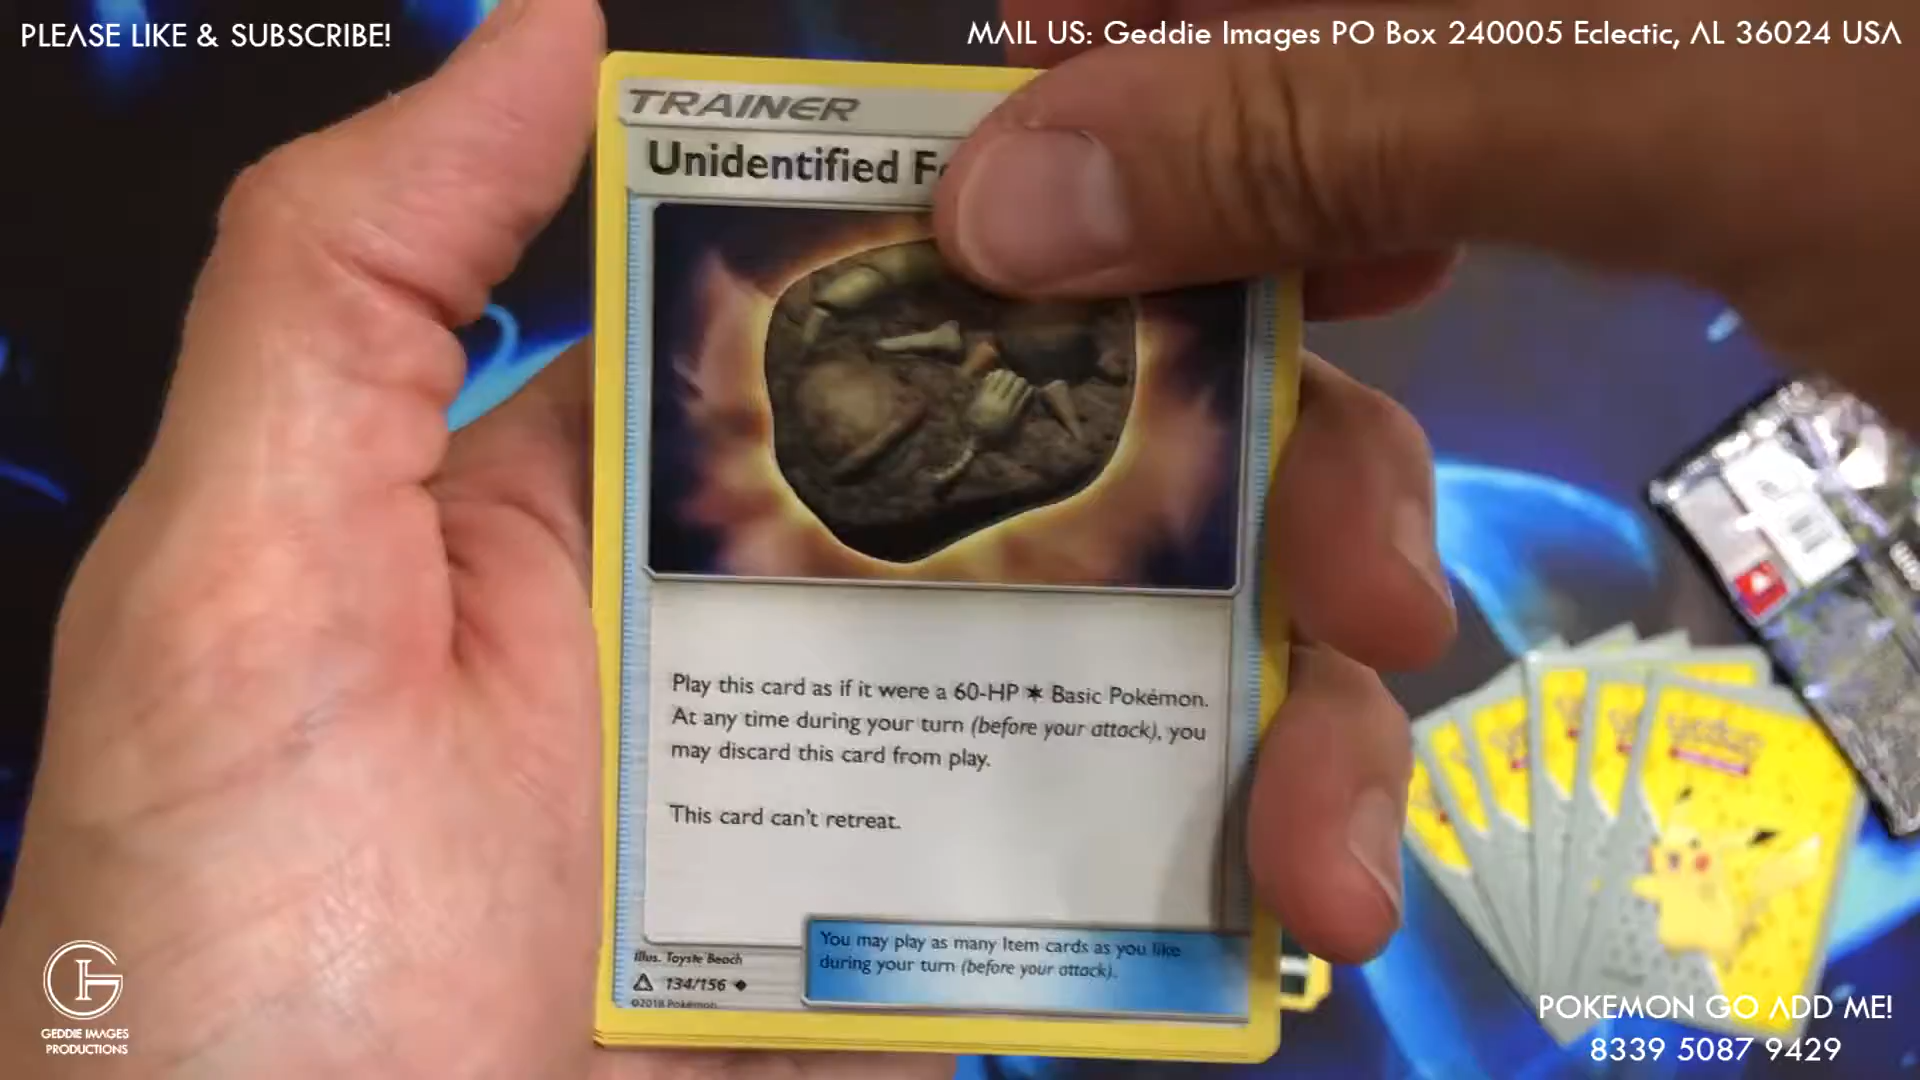 PLEASE LIKE & SUBSCRIBE!
MAIL US: Geddie Images PO Box 240005 Eclectic, AL 36024 USA
TRAINER
Unidentified
Play this card as if it were a 60-HP ✶ Basic Pokémon.
At any time during your turn (before your attack), you
may discard this card from play.
This card can't retreat.
You may play as many Item cards as you like
during your turn (before your attack).
Illus. Toyste Beach
134/156
©2018 Pokémon
GEDDIE IMAGES
PRODUCTIONS
POKEMON GO ADD ME!
8339 5087 9429